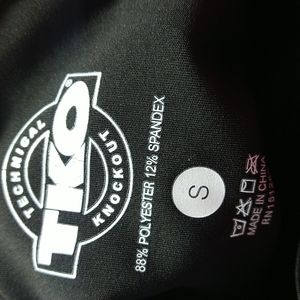 TECHNICAL
TKO
KNOCKOUT
88% POLYESTER 12% SPANDEX
S
MADE IN CHINA